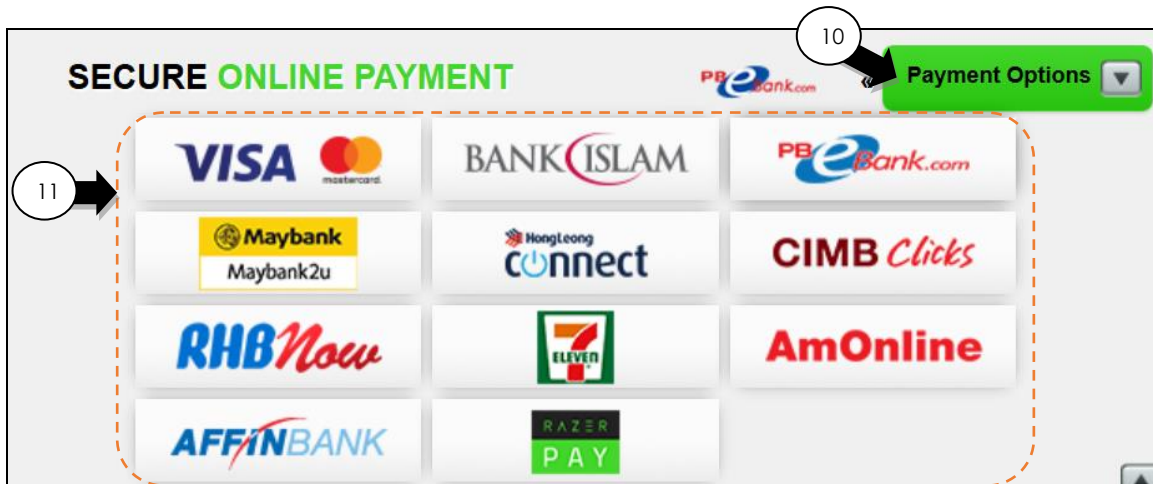 10
SECURE ONLINE PAYMENT
PB eBank.com
«
Payment Options
VISA
mastercard.
BANK ISLAM
PB eBank.com
11
Maybank
Maybank2u
HongLeong
connect
CIMB Clicks
RHB Now
7
ELEVEN
AmOnline
AFFINBANK
RAZER
PAY